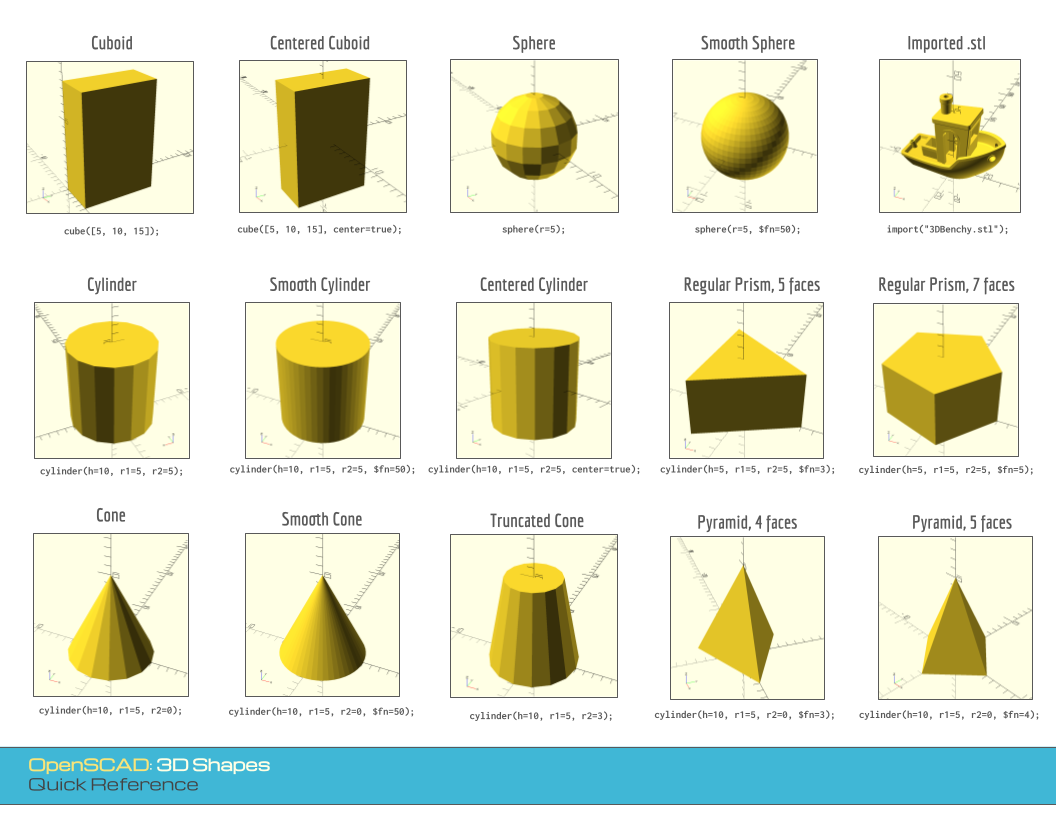 Cuboid
Centered Cuboid
Sphere
Smooth Sphere
Imported .stl
cube([5, 10, 15]);
cube([5, 10, 15], center=true);
sphere(r=5);
sphere(r=5, $fn=50);
import("3DBenchy.stl");
Cylinder
Smooth Cylinder
Centered Cylinder
Regular Prism, 5 faces
Regular Prism, 7 faces
cylinder(h=10, r1=5, r2=5);
cylinder(h=10, r1=5, r2=5, $fn=50);
cylinder(h=10, r1=5, r2=5, center=true);
cylinder(h=5, r1=5, r2=5, $fn=3);
cylinder(h=5, r1=5, r2=5, $fn=5);
Cone
Smooth Cone
Truncated Cone
Pyramid, 4 faces
Pyramid, 5 faces
cylinder(h=10, r1=5, r2=0);
cylinder(h=10, r1=5, r2=0, $fn=50);
cylinder(h=10, r1=5, r2=3);
cylinder(h=10, r1=5, r2=0, $fn=3);
cylinder(h=10, r1=5, r2=0, $fn=4);
OpenSCAD: 3D Shapes
Quick Reference